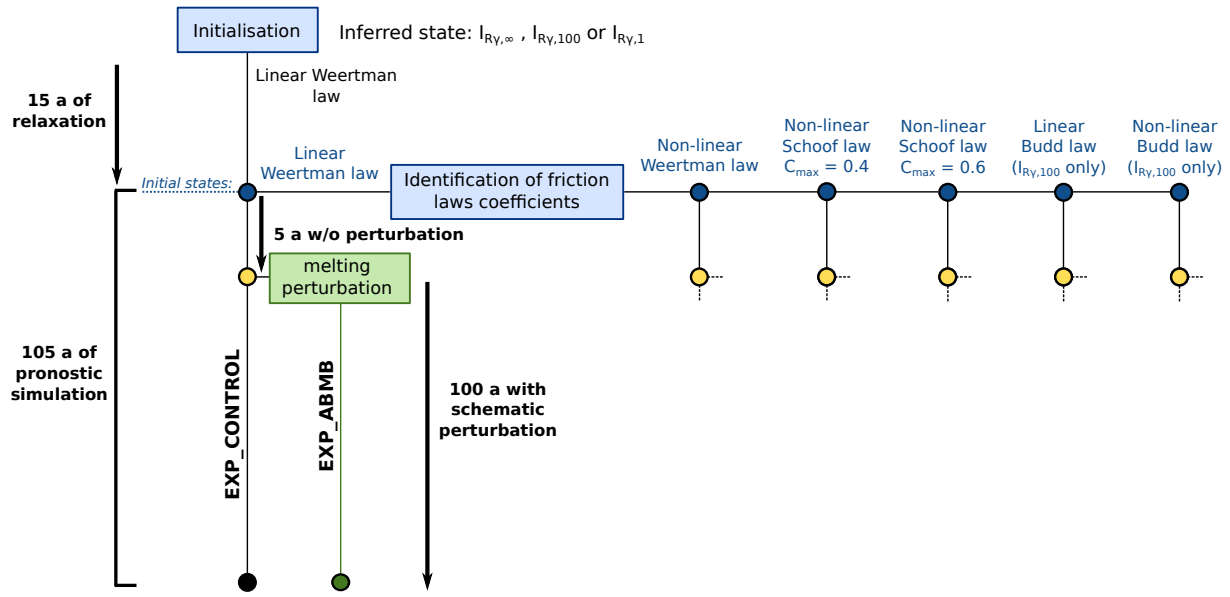 Initialisation
Inferred state: I_Rγ,∞ , I_Rγ,100 or I_Rγ,1
Linear Weertman
law
15 a of
relaxation
Initial states:
Linear
Weertman law
Identification of friction
laws coefficients
Non-linear
Weertman law
Non-linear
Schoof law
C_max = 0.4
Non-linear
Schoof law
C_max = 0.6
Linear
Budd law
(I_Rγ,100 only)
Non-linear
Budd law
(I_Rγ,100 only)
5 a w/o perturbation
melting
perturbation
105 a of
pronostic
simulation
EXP_CONTROL
EXP_ABMB
100 a with
schematic
perturbation